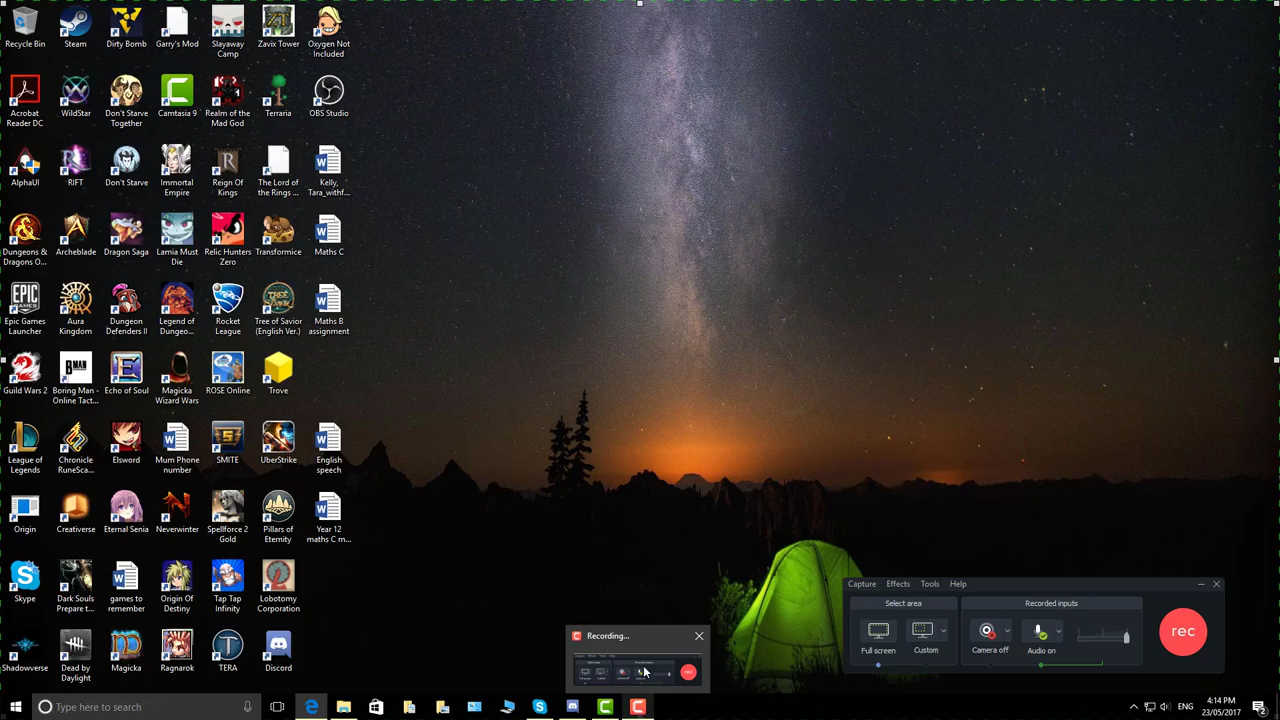 Recycle Bin
Steam
Dirty Bomb
Garry's Mod
Slayaway
Camp
Zavix Tower
Oxygen Not
Included
Acrobat
Reader DC
WildStar
Don't Starve
Together
Camtasia 9
Realm of the
Mad God
Terraria
OBS Studio
AlphaUI
RIFT
Don't Starve
Immortal
Empire
Reign Of
Kings
The Lord of
the Rings ...
Kelly,
Tara_withf...
Dungeons &
Dragons O...
Archeblade
Dragon Saga
Lamia Must
Die
Relic Hunters
Zero
Transformice
Maths C
Epic Games
Launcher
Aura
Kingdom
Dungeon
Defenders II
Legend of
Dungeo...
Rocket
League
Tree of Savior
(English Ver.)
Maths B
assignment
Guild Wars 2
Boring Man -
Online Tact...
Echo of Soul
Magicka
Wizard Wars
ROSE Online
Trove
League of
Legends
Chronicle
RuneSca...
Elsword
Mum Phone
number
SMITE
UberStrike
English
speech
Origin
Creativerse
Eternal Senia
Neverwinter
Spellforce 2
Gold
Pillars of
Eternity
Year 12
maths C m...
Skype
Dark Souls
Prepare t...
games to
remember
Origin Of
Destiny
Tap Tap
Infinity
Lobotomy
Corporation
Shadowverse
Dead by
Daylight
Magicka
Ragnarok
TERA
Discord
Capture Effects Tools Help
Select area
Recorded inputs
Full screen
Custom
Camera off
Audio on
rec
Recording...
Type here to search
ENG
4:14 PM
23/05/2017
2